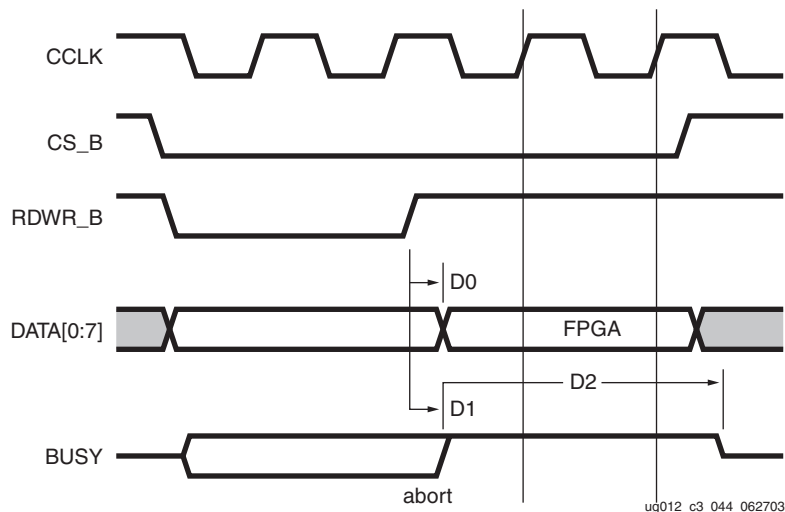 CCLK
CS_B
RDWR_B
D0
DATA[0:7]
FPGA
D2
D1
BUSY
abort
ug012_c3_044_062703